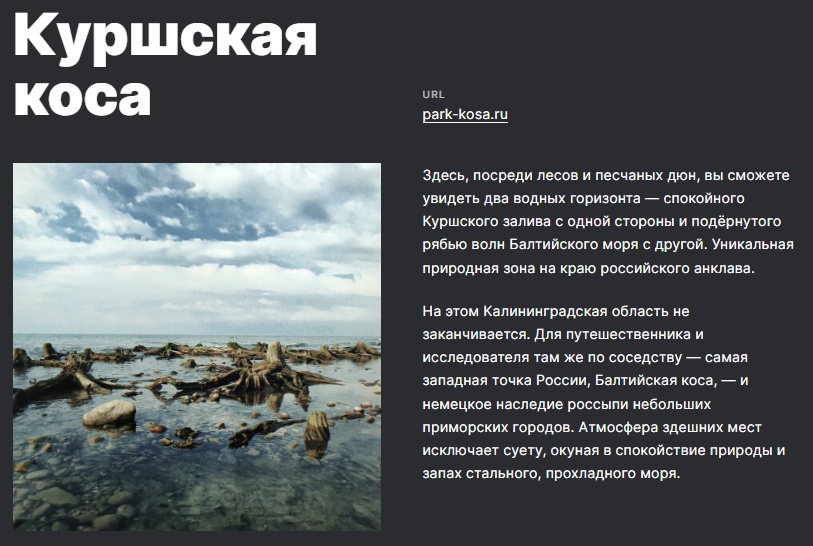 Куршская
коса
URL
park-kosa.ru
Здесь, посреди лесов и песчаных дюн, вы сможете
увидеть два водных горизонта — спокойного
Куршского залива с одной стороны и подёрнутого
рябью волн Балтийского моря с другой. Уникальная
природная зона на краю российского анклава.
На этом Калининградская область не
заканчивается. Для путешественника и
исследователя там же по соседству — самая
западная точка России, Балтийская коса, — и
немецкое наследие россыпи небольших
приморских городов. Атмосфера здешних мест
исключает суету, окуная в спокойствие природы и
запах стального, прохладного моря.